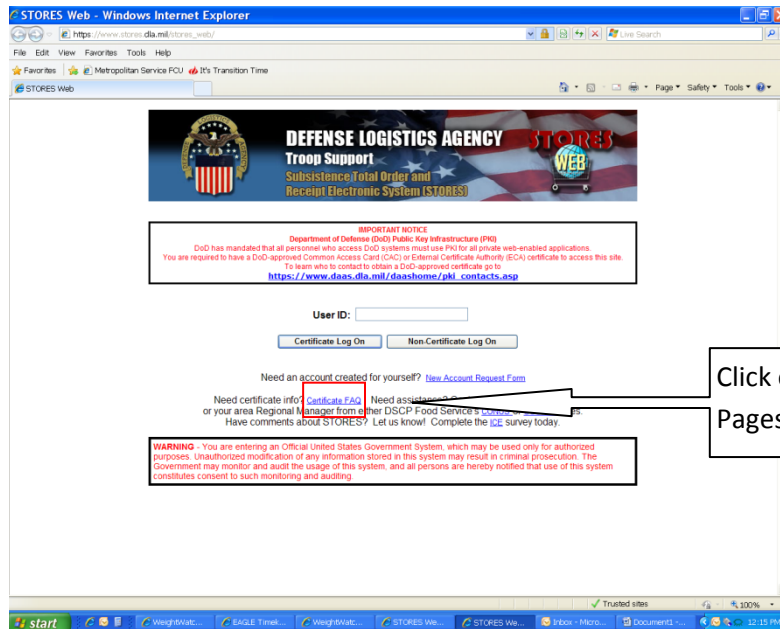 STORES Web - Windows Internet Explorer
https://www.stores.dla.mil/stores_web/
Live Search
File Edit View Favorites Tools Help
Favorites Metropolitan Service FCU It's Transition Time
STORES Web
Page Safety Tools
DEFENSE LOGISTICS AGENCY
Troop Support
Subsistence Total Order and
Receipt Electronic System (STORES)
STORES
WEB
IMPORTANT NOTICE
Department of Defense (DoD) Public Key Infrastructure (PKI)
DoD has mandated that all personnel who access DoD systems must use PKI for all private web-enabled applications.
You are required to have a DoD-approved Common Access Card (CAC) or External Certificate Authority (ECA) certificate to access this site.
To learn who to contact to obtain a DoD-approved certificate go to
https://www.daas.dla.mil/daashome/pki_contacts.asp
User ID:
Certificate Log On Non-Certificate Log On
Need an account created for yourself? New Account Request Form
Need certificate info? Certificate FAQ Need assistance?
or your area Regional Manager from either DSCP Food Service's CONUS
Have comments about STORES? Let us know! Complete the ICE survey today.
Click
Pages
WARNING - You are entering an Official United States Government System, which may be used only for authorized
purposes. Unauthorized modification of any information stored in this system may result in criminal prosecution. The
Government may monitor and audit the usage of this system, and all persons are hereby notified that use of this system
constitutes consent to such monitoring and auditing.
Trusted sites 100%
start WeightWatc... EAGLE Timek... WeightWatc... STORES We... STORES We... Inbox - Micro... Document1 -... 12:15 PM